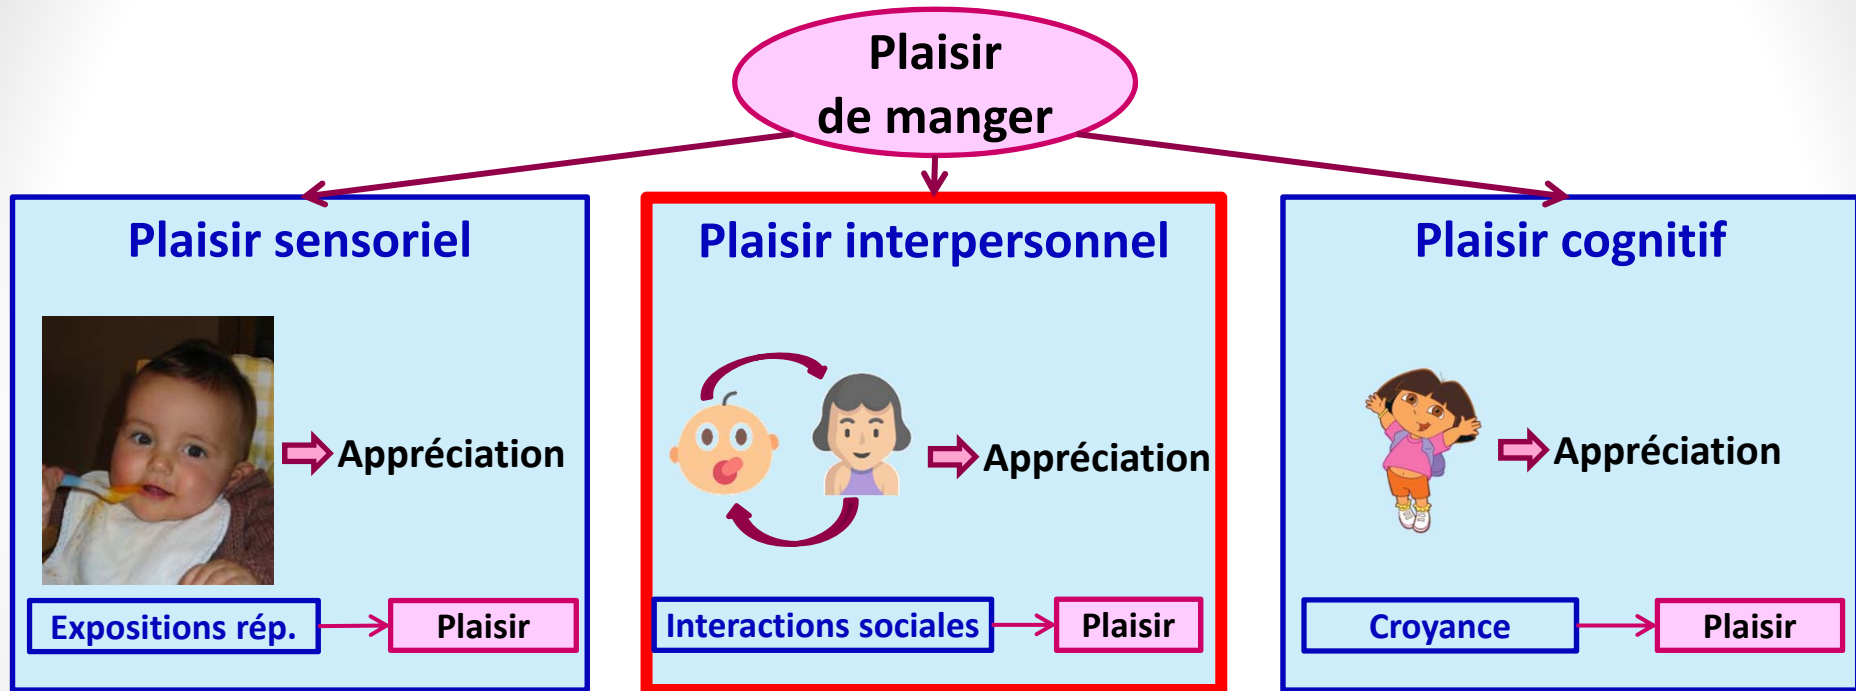 Plaisir
de manger
Plaisir sensoriel
Appréciation
Expositions rép.
Plaisir
Plaisir interpersonnel
Appréciation
Interactions sociales
Plaisir
Plaisir cognitif
Appréciation
Croyance
Plaisir